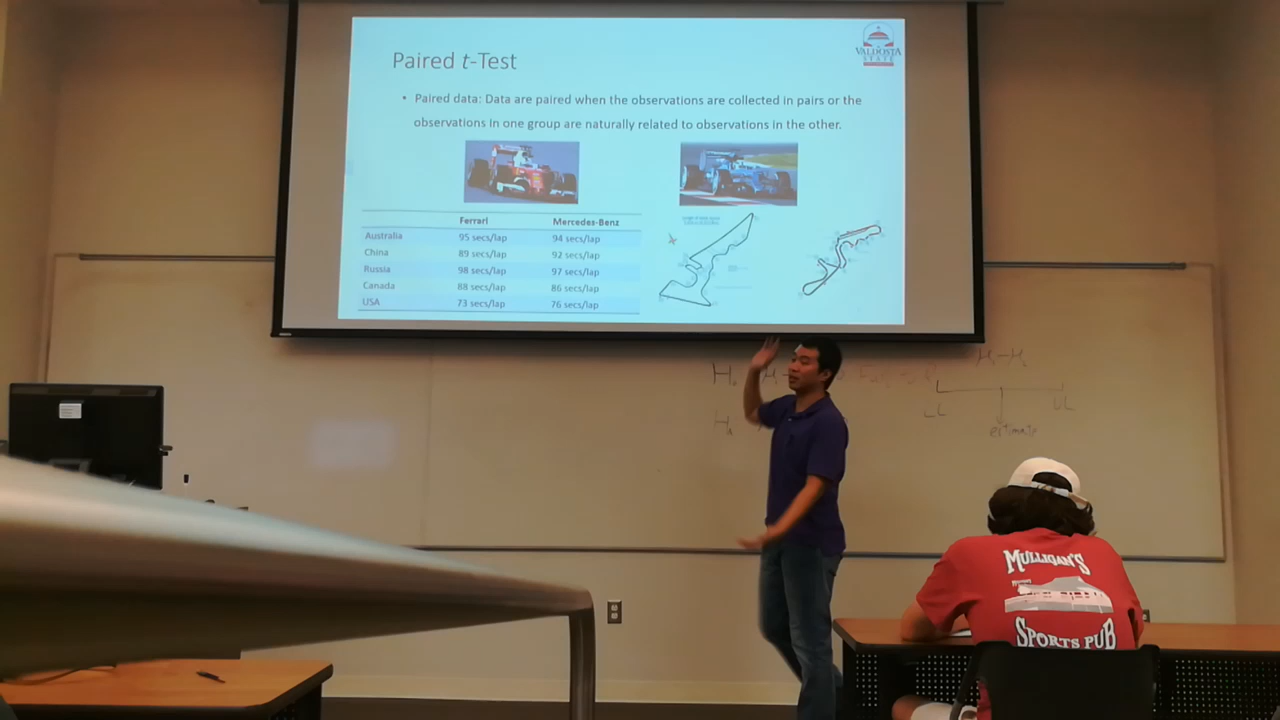 Paired t-Test
VALDOSTA
STATE
• Paired data: Data are paired when the observations are collected in pairs or the
observations in one group are naturally related to observations in the other.
Ferrari Mercedes-Benz
Australia 95 secs/lap 94 secs/lap
China 89 secs/lap 92 secs/lap
Russia 98 secs/lap 97 secs/lap
Canada 88 secs/lap 86 secs/lap
USA 73 secs/lap 76 secs/lap
LL
UL
estimate
MULLIGAN'S
SPORTS PUB